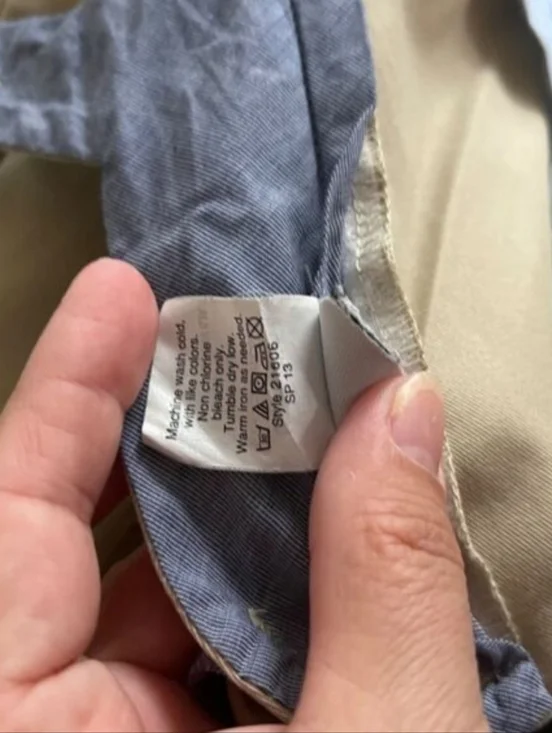 Machine wash cold,
with like colors.
Non chlorine
bleach only.
Tumble dry low.
Warm iron as needed.
Style 21606
SP 13